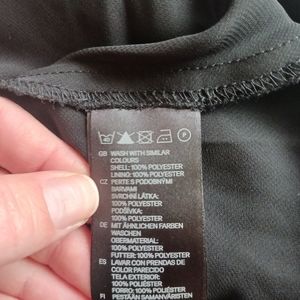 GB WASH WITH SIMILAR
COLOURS
SHELL: 100% POLYESTER
LINING: 100% POLYESTER
CZ PERTE S PODOBNÝMI
BARVAMI
SVRCHNÍ LÁTKA:
100% POLYESTER
PODŠÍVKA:
100% POLYESTER
DE MIT ÄHNLICHEN FARBEN
WASCHEN
OBERMATERIAL:
100% POLYESTER
FUTTER: 100% POLYESTER
ES LAVAR CON PRENDAS DE
COLOR PARECIDO
TELA EXTERIOR:
100% POLIÉSTER
FORRO: 100% POLIÉSTER
FI PESTÄÄN SAMANVÄRISTEN